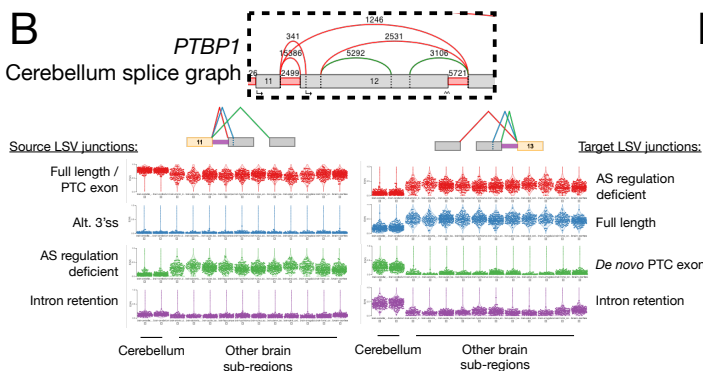 B
PTBP1
Cerebellum splice graph
1246
341
2531
15386
5292
3106
26
11
2499
12
5721
11
13
Source LSV junctions:
Target LSV junctions:
Full length /
PTC exon
Alt. 3'ss
AS regulation
deficient
Intron retention
AS regulation
deficient
Full length
De novo PTC exon
Intron retention
Cerebellum
Other brain
sub-regions
Cerebellum
Other brain
sub-regions